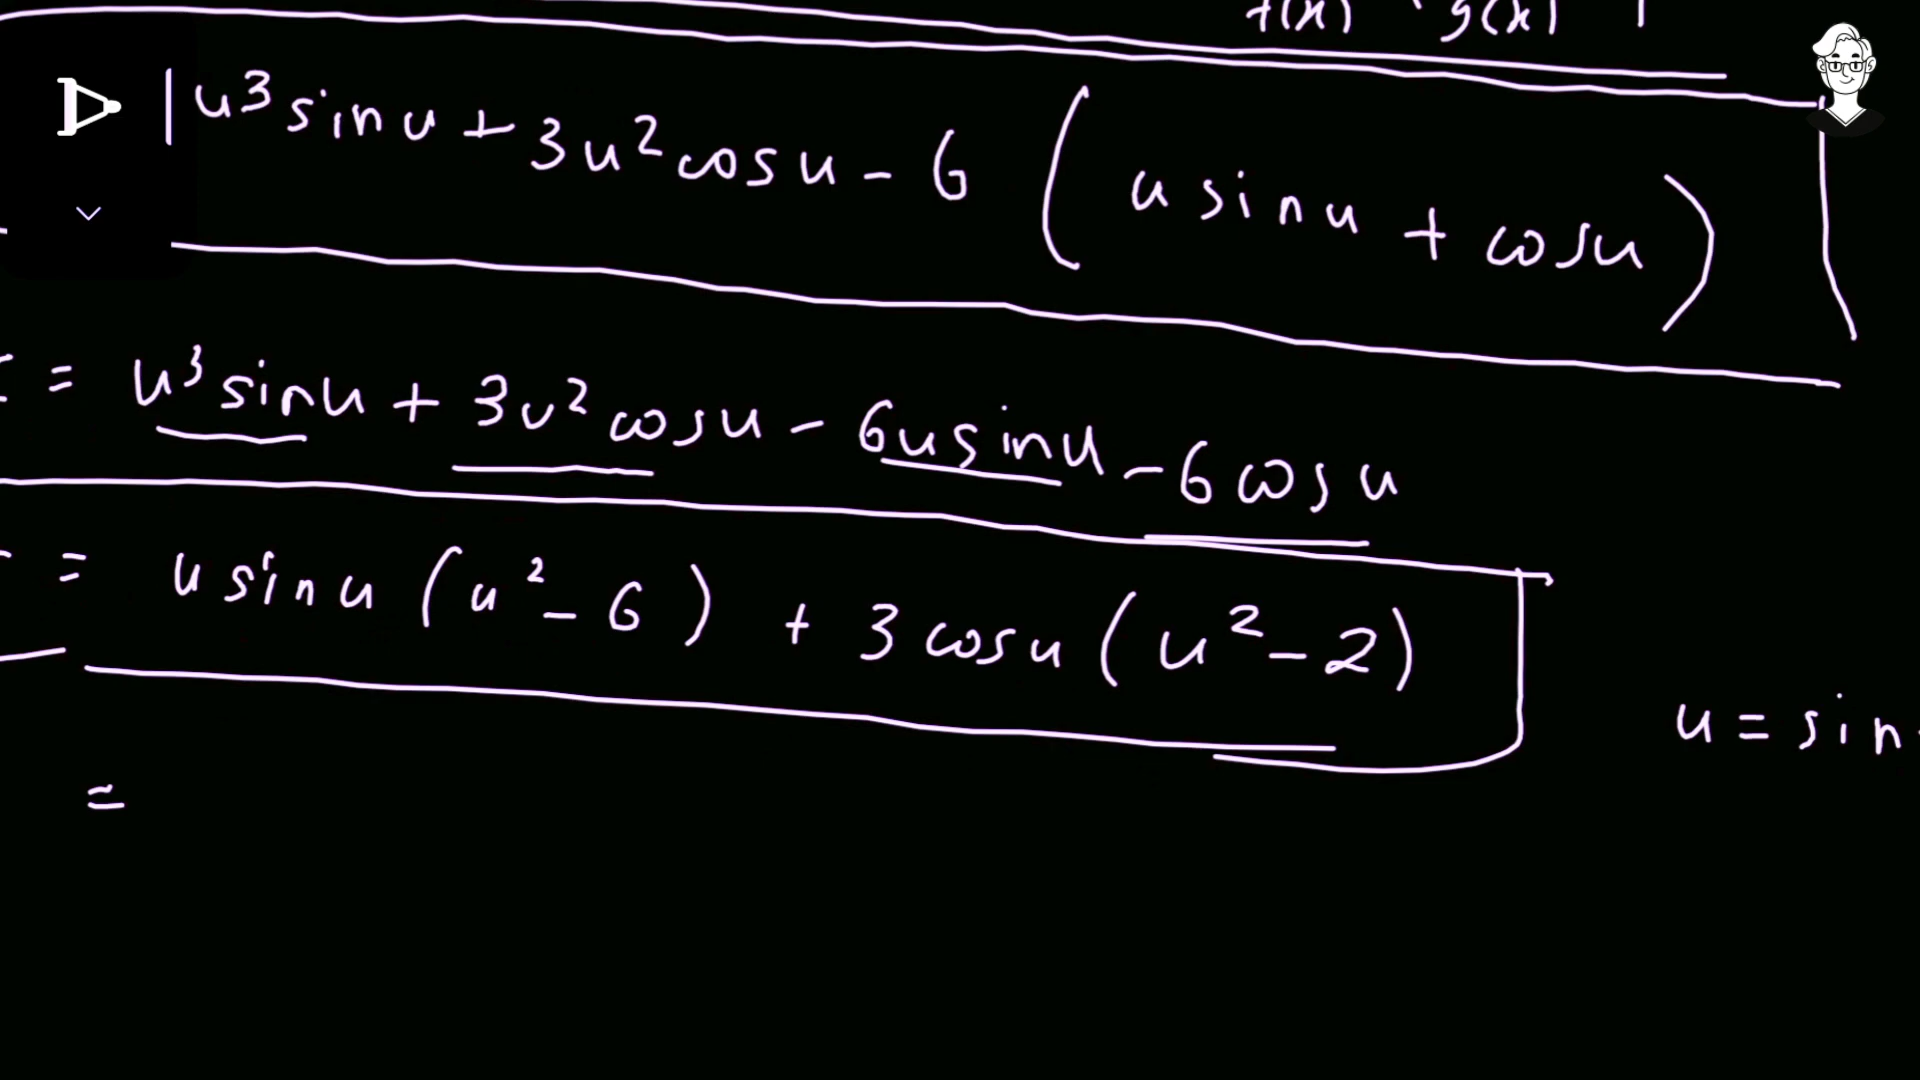 f(x) g(x)
u³ sin u + 3u² cos u - 6 ( u sin u + cos u )
= u³ sin u + 3u² cos u - 6u sin u - 6 cos u
= u sin u ( u² - 6 ) + 3 cos u ( u² - 2 )
u = sin
=